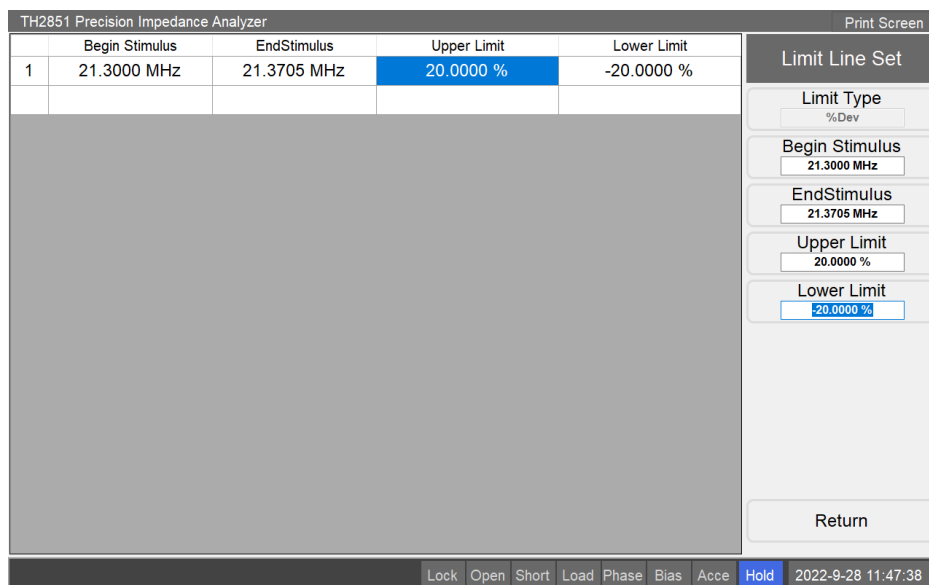 TH2851 Precision Impedance Analyzer Print Screen
Begin Stimulus EndStimulus Upper Limit Lower Limit
1 21.3000 MHz 21.3705 MHz 20.0000 % -20.0000 %
Limit Line Set
Limit Type
%Dev
Begin Stimulus
21.3000 MHz
EndStimulus
21.3705 MHz
Upper Limit
20.0000 %
Lower Limit
-20.0000 %
Return
Lock Open Short Load Phase Bias Acce Hold 2022-9-28 11:47:38